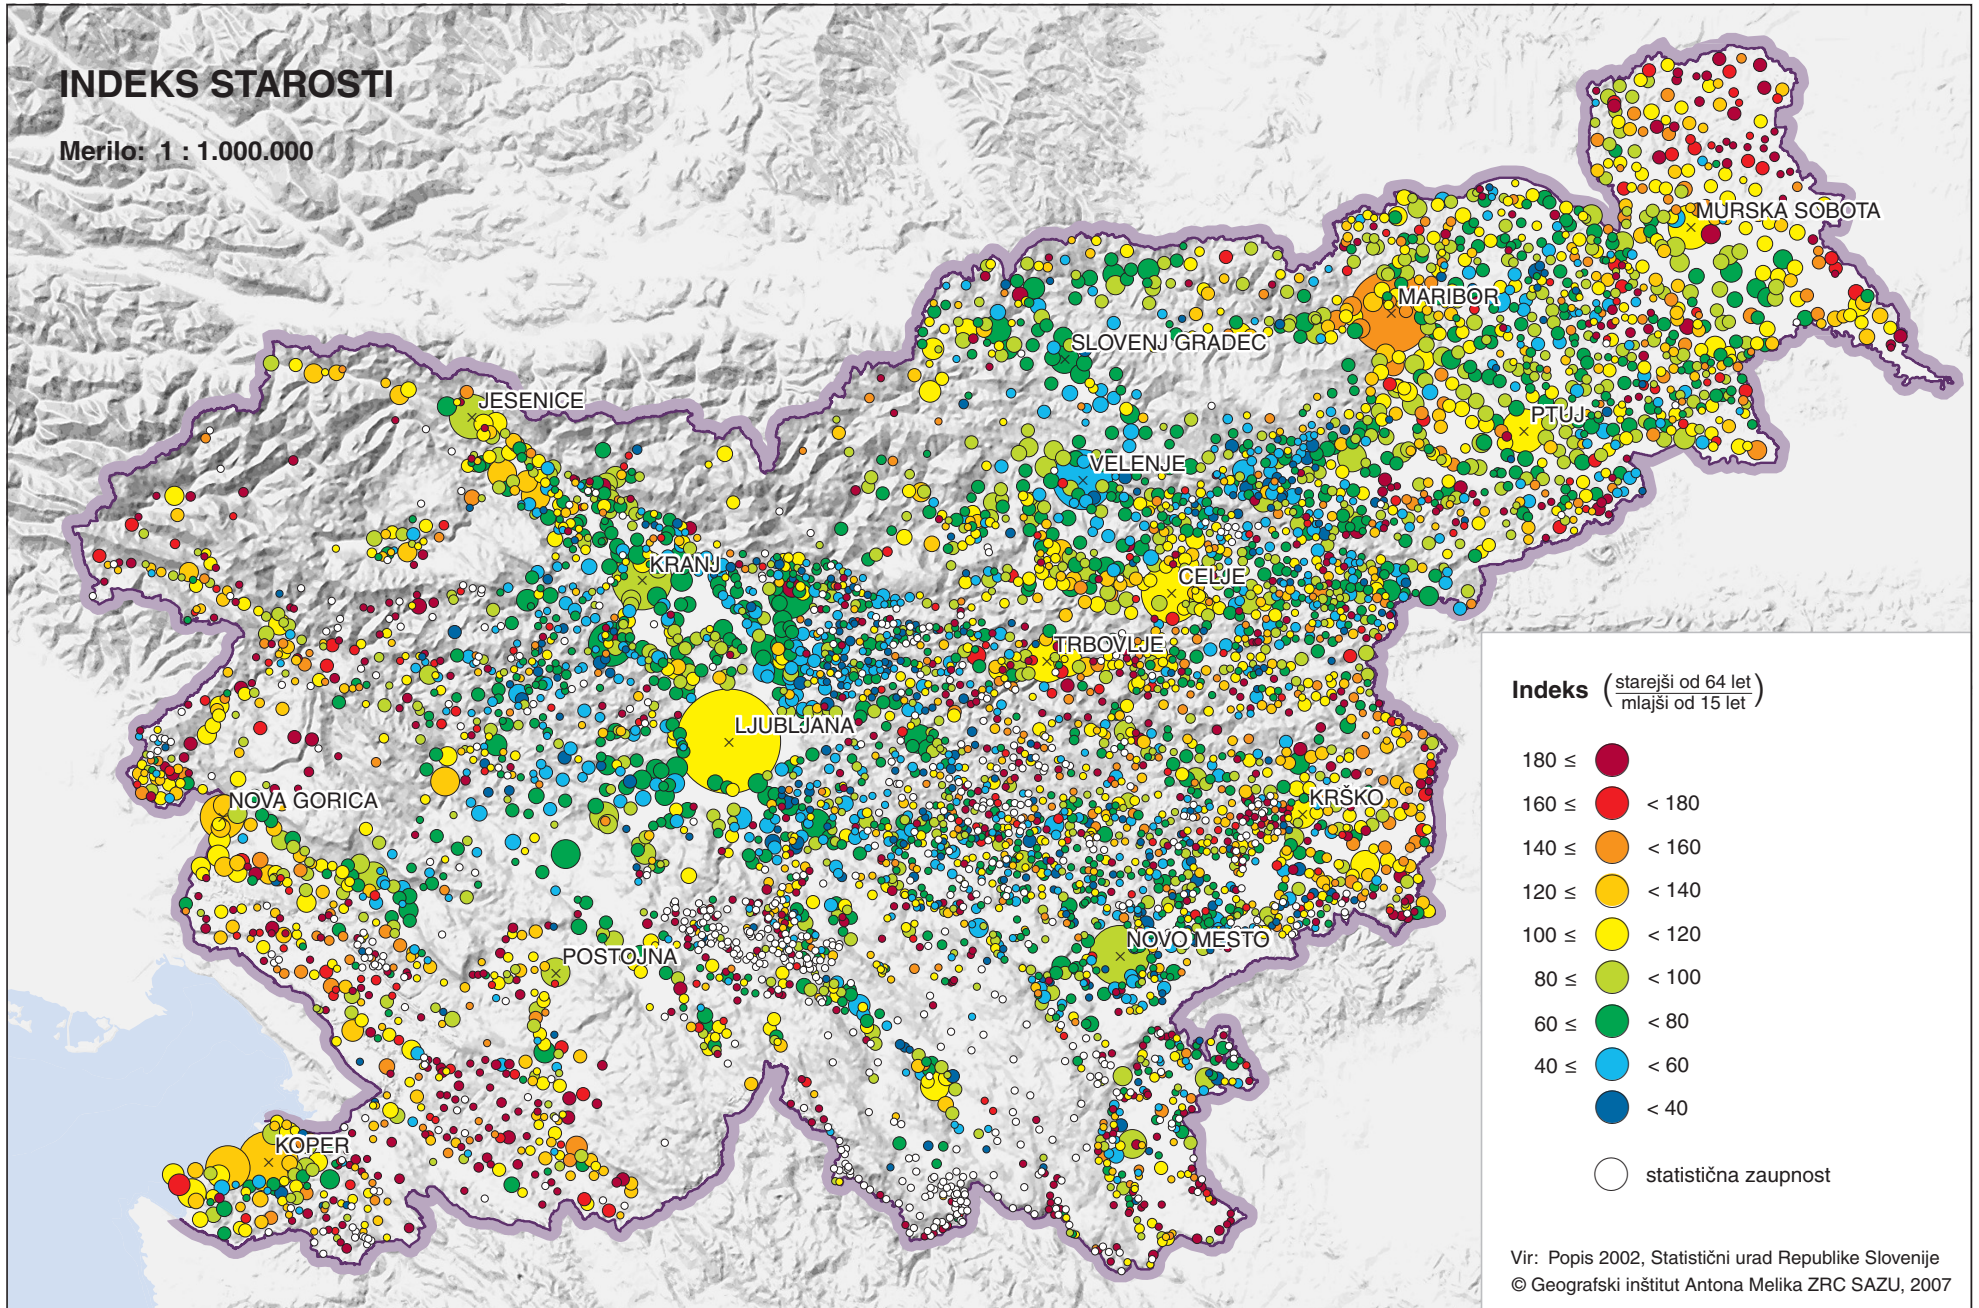 INDEKS STAROSTI
Merilo: 1 : 1.000.000
MURSKA SOBOTA
MARIBOR
SLOVENJ GRADEC
JESENICE
PTUJ
VELENJE
KRANJ
CELJE
TRBOVLJE
LJUBLJANA
NOVA GORICA
KRŠKO
POSTOJNA
NOVO MESTO
KOPER
Indeks (starejši od 64 let
mlajši od 15 let)
180 ≤
160 ≤ < 180
140 ≤ < 160
120 ≤ < 140
100 ≤ < 120
80 ≤ < 100
60 ≤ < 80
40 ≤ < 60
< 40
statistična zaupnost
Vir: Popis 2002, Statistični urad Republike Slovenije
© Geografski inštitut Antona Melika ZRC SAZU, 2007